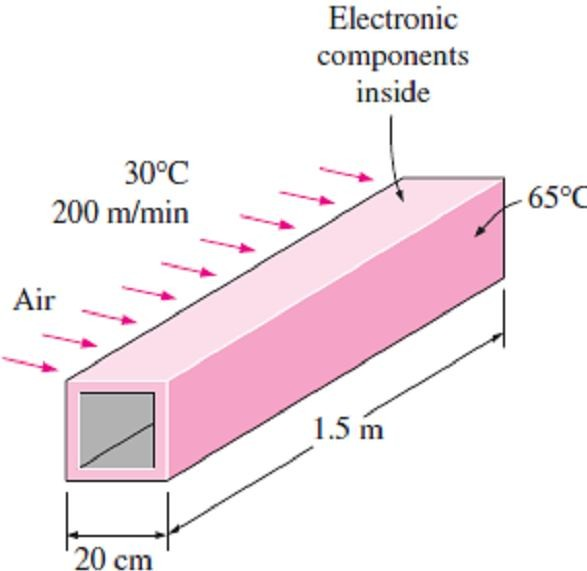 Electronic
components
inside
30°C
200 m/min
65°C
Air
1.5 m
20 cm